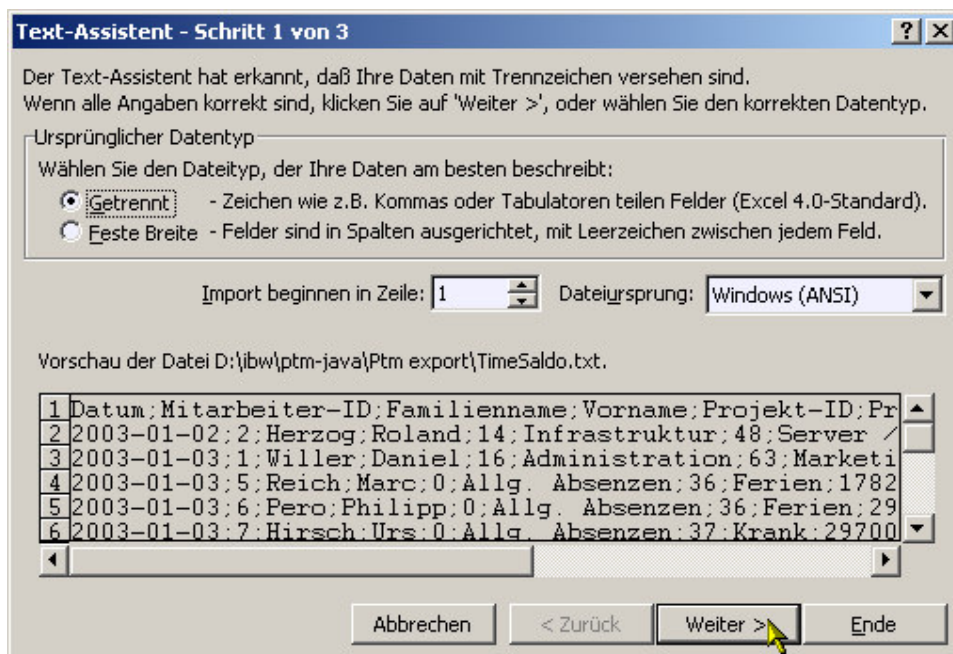 Text-Assistent - Schritt 1 von 3
Der Text-Assistent hat erkannt, daß Ihre Daten mit Trennzeichen versehen sind.
Wenn alle Angaben korrekt sind, klicken Sie auf 'Weiter >', oder wählen Sie den korrekten Datentyp.
Ursprünglicher Datentyp
Wählen Sie den Dateityp, der Ihre Daten am besten beschreibt:
Getrennt - Zeichen wie z.B. Kommas oder Tabulatoren teilen Felder (Excel 4.0-Standard).
Feste Breite - Felder sind in Spalten ausgerichtet, mit Leerzeichen zwischen jedem Feld.
Import beginnen in Zeile: 1 Dateiursprung: Windows (ANSI)
Vorschau der Datei D:\ibw\ptm-java\Ptm export\TimeSaldo.txt.
1 Datum;Mitarbeiter-ID;Familienname;Vorname;Projekt-ID;Pr
2 2003-01-02;2;Herzog;Roland;14;Infrastruktur;48;Server /
3 2003-01-03;1;Willer;Daniel;16;Administration;63;Marketi
4 2003-01-03;5;Reich;Marc;0;Allg. Absenzen;36;Ferien;1782
5 2003-01-03;6;Pero;Philipp;0;Allg. Absenzen;36;Ferien;29
6 2003-01-03;7;Hirsch;Urs;0;Allg. Absenzen;37;Krank;29700
Abbrechen < Zurück Weiter > Ende